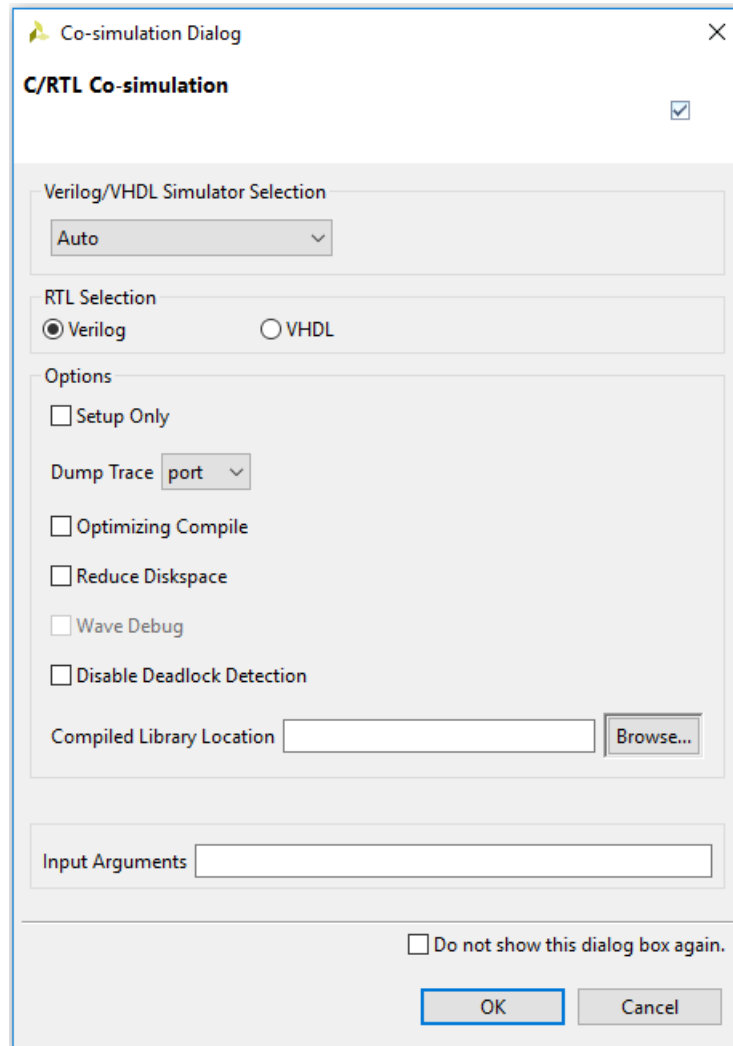 Co-simulation Dialog
C/RTL Co-simulation
Verilog/VHDL Simulator Selection
Auto
RTL Selection
Verilog VHDL
Options
Setup Only
Dump Trace port
Optimizing Compile
Reduce Diskspace
Wave Debug
Disable Deadlock Detection
Compiled Library Location Browse...
Input Arguments
Do not show this dialog box again.
OK Cancel